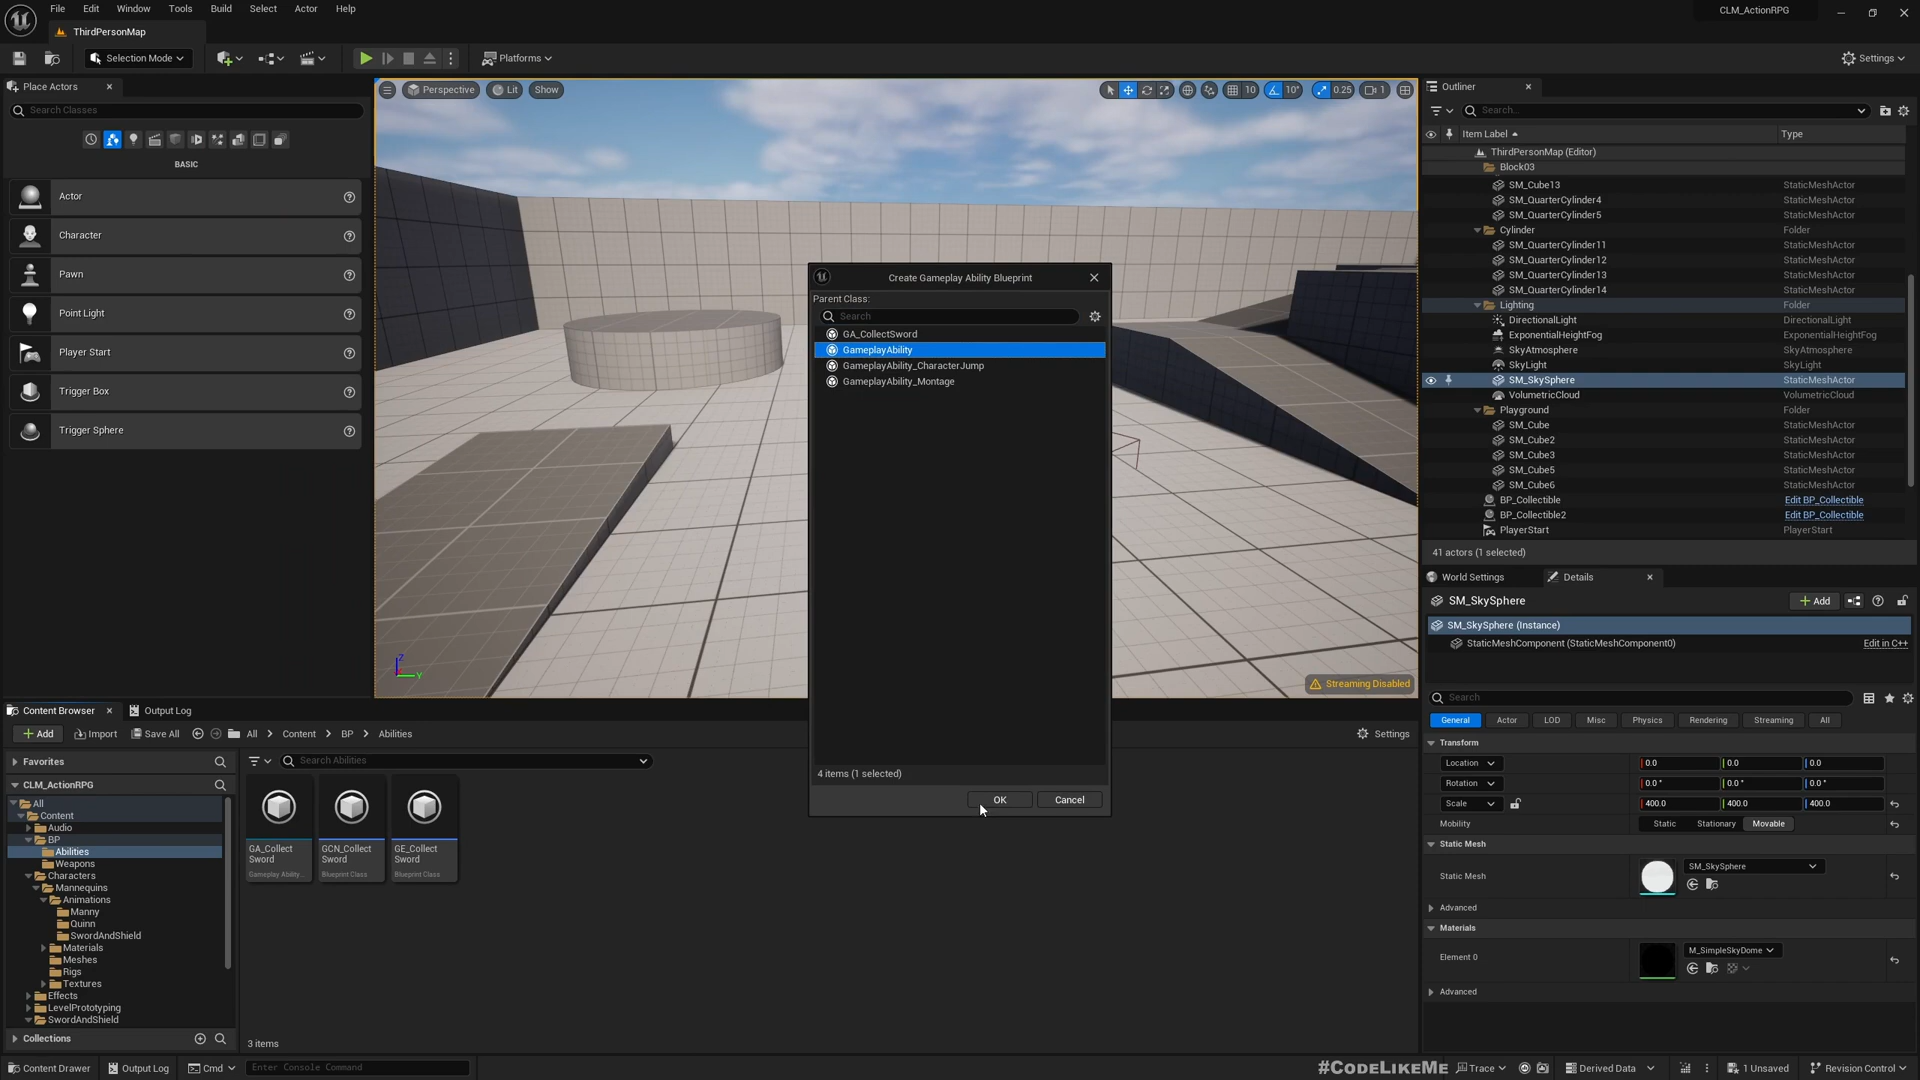 File Edit Window Tools Build Select Actor Help
CLM_ActionRPG
ThirdPersonMap
Selection Mode
Platforms
Settings
Place Actors
Search Classes
BASIC
Actor
Character
Pawn
Point Light
Player Start
Trigger Box
Trigger Sphere
Perspective
Lit
Show
10
10°
0.25
1
Z
Y
Streaming Disabled
Create Gameplay Ability Blueprint
Parent Class:
Search
GA_CollectSword
GameplayAbility
GameplayAbility_CharacterJump
GameplayAbility_Montage
4 items (1 selected)
OK
Cancel
Outliner
Search...
Item Label
Type
ThirdPersonMap (Editor)
Block03
SM_Cube13 StaticMeshActor
SM_QuarterCylinder4 StaticMeshActor
SM_QuarterCylinder5 StaticMeshActor
Cylinder Folder
SM_QuarterCylinder11 StaticMeshActor
SM_QuarterCylinder12 StaticMeshActor
SM_QuarterCylinder13 StaticMeshActor
SM_QuarterCylinder14 StaticMeshActor
Lighting Folder
DirectionalLight DirectionalLight
ExponentialHeightFog ExponentialHeightFog
SkyAtmosphere SkyAtmosphere
SkyLight SkyLight
SM_SkySphere StaticMeshActor
VolumetricCloud VolumetricCloud
Playground Folder
SM_Cube StaticMeshActor
SM_Cube2 StaticMeshActor
SM_Cube3 StaticMeshActor
SM_Cube5 StaticMeshActor
SM_Cube6 StaticMeshActor
BP_Collectible Edit BP_Collectible
BP_Collectible2 Edit BP_Collectible
PlayerStart PlayerStart
41 actors (1 selected)
World Settings
Details
SM_SkySphere
Add
SM_SkySphere (Instance)
StaticMeshComponent (StaticMeshComponent0)
Edit in C++
Search
General Actor LOD Misc Physics Rendering Streaming All
Transform
Location 0.0 0.0 0.0
Rotation 0.0 ° 0.0 ° 0.0 °
Scale 400.0 400.0 400.0
Mobility Static Stationary Movable
Static Mesh
Static Mesh
SM_SkySphere
Advanced
Materials
Element 0
M_SimpleSkyDome
Advanced
Content Browser
Output Log
Add Import Save All All Content BP Abilities
Settings
Favorites
Search Abilities
CLM_ActionRPG
All
Content
Audio
BP
Abilities
Weapons
Characters
Mannequins
Animations
Manny
Quinn
SwordAndShield
Materials
Meshes
Rigs
Textures
Effects
LevelPrototyping
SwordAndShield
Collections
GA_Collect
Sword
Gameplay Ability...
GCN_Collect
Sword
Blueprint Class
GE_Collect
Sword
Blueprint Class
3 items
Content Drawer
Output Log
Cmd
Enter Console Command
#CODELIKEME
Trace
Derived Data
1 Unsaved
Revision Control